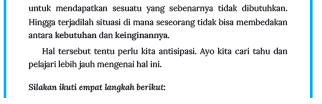 untuk mendapatkan sesuatu yang sebenarnya tidak dibutuhkan.
Hingga terjadilah situasi di mana seseorang tidak bisa membedakan
antara kebutuhan dan keinginannya.
Hal tersebut tentu perlu kita antisipasi. Ayo kita cari tahu dan
pelajari lebih jauh mengenai hal ini.
Silakan ikuti empat langkah berikut: